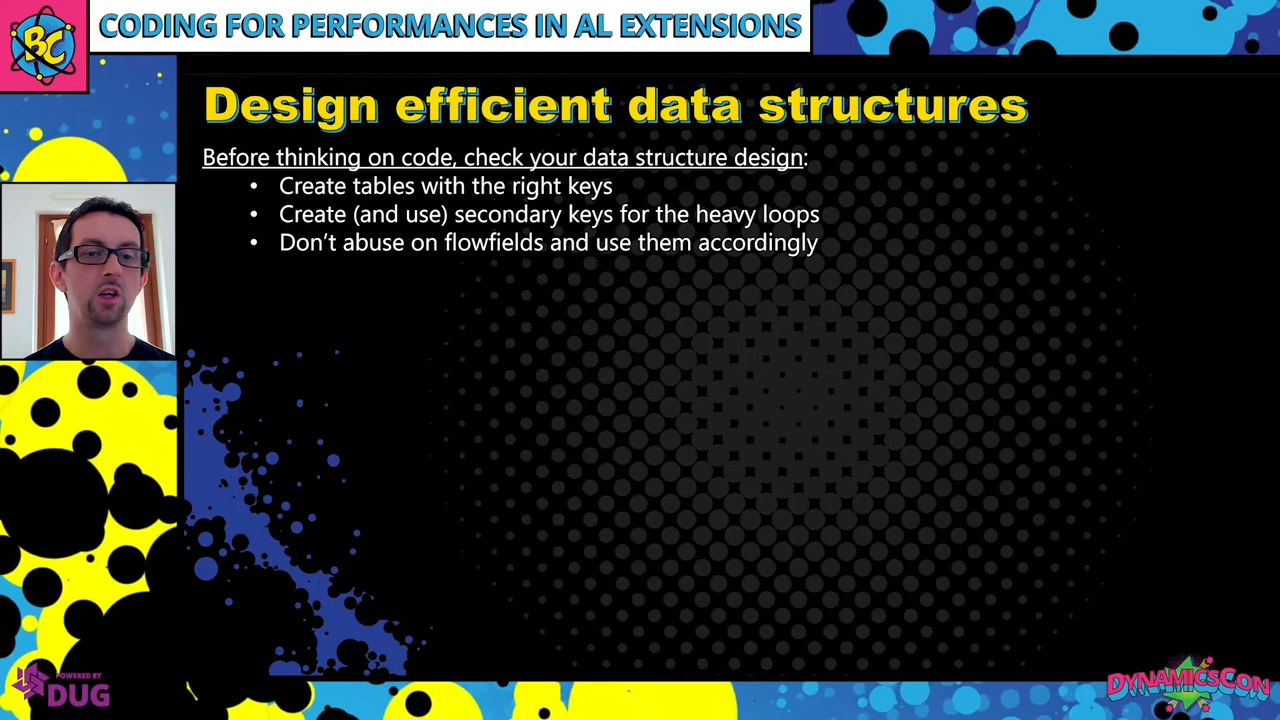 BC
CODING FOR PERFORMANCES IN AL EXTENSIONS
Design efficient data structures
Before thinking on code, check your data structure design:
• Create tables with the right keys
• Create (and use) secondary keys for the heavy loops
• Don’t abuse on flowfields and use them accordingly
POWERED BY
DUG
DYNAMICSCON